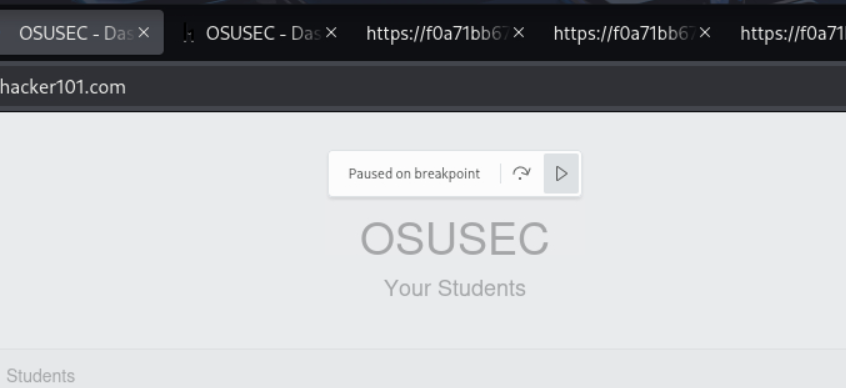 OSUSEC - Das
OSUSEC - Das
https://f0a71bb67
https://f0a71bb67
https://f0a71
hacker101.com
Paused on breakpoint
OSUSEC
Your Students
Students